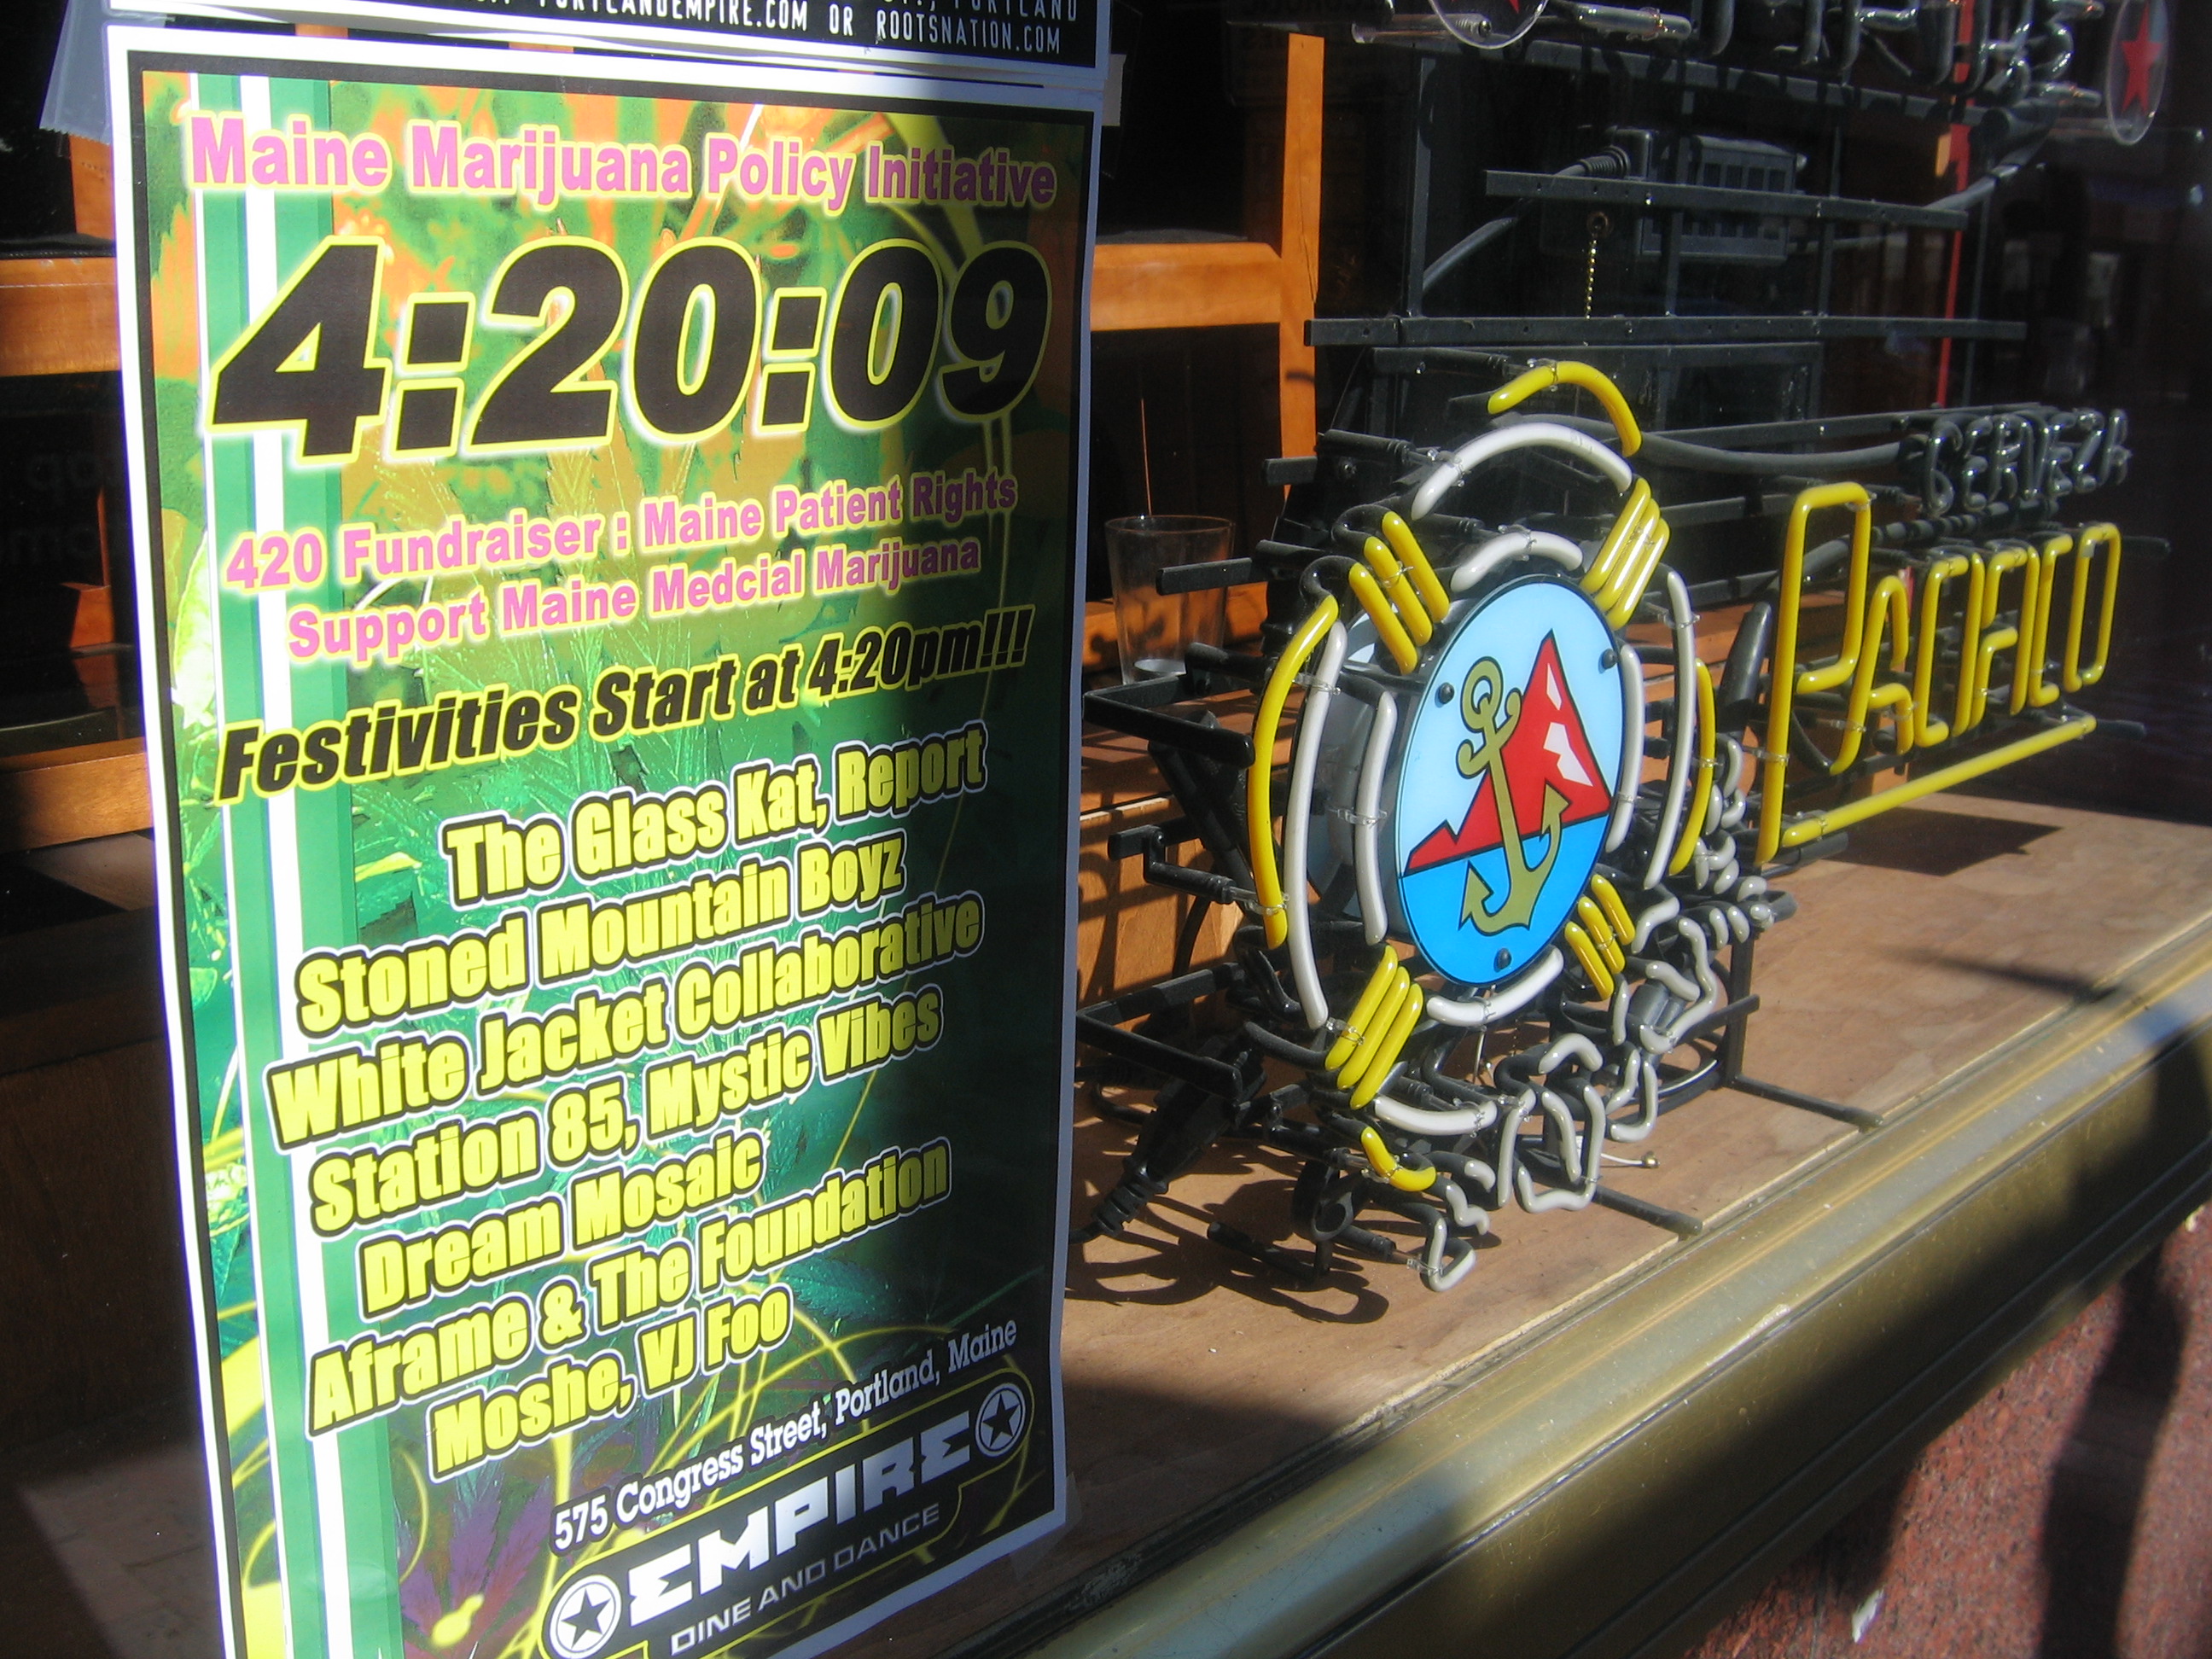 PORTLANDEMPIRE.COM OR ROOTSNATION.COM
PORTLAND
Maine Marijuana Policy Initiative
4:20:09
420 Fundraiser : Maine Patient Rights
Support Maine Medcial Marijuana
Festivities Start at 4:20pm!!!
The Glass Kat, Report
Stoned Mountain Boyz
White Jacket Collaborative
Station 85, Mystic Vibes
Dream Mosaic
Aframe & The Foundation
Moshe, VJ Foo
575 Congress Street, Portland, Maine
EMPIRE
DINE AND DANCE
CERVEZA
PACIFICO